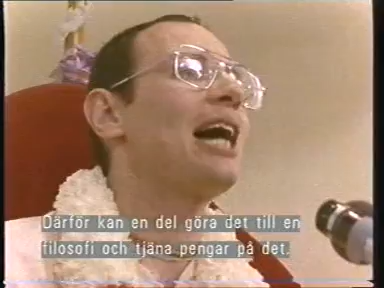 Därför kan en del göra det till en
filosofi och tjäna pengar på det.